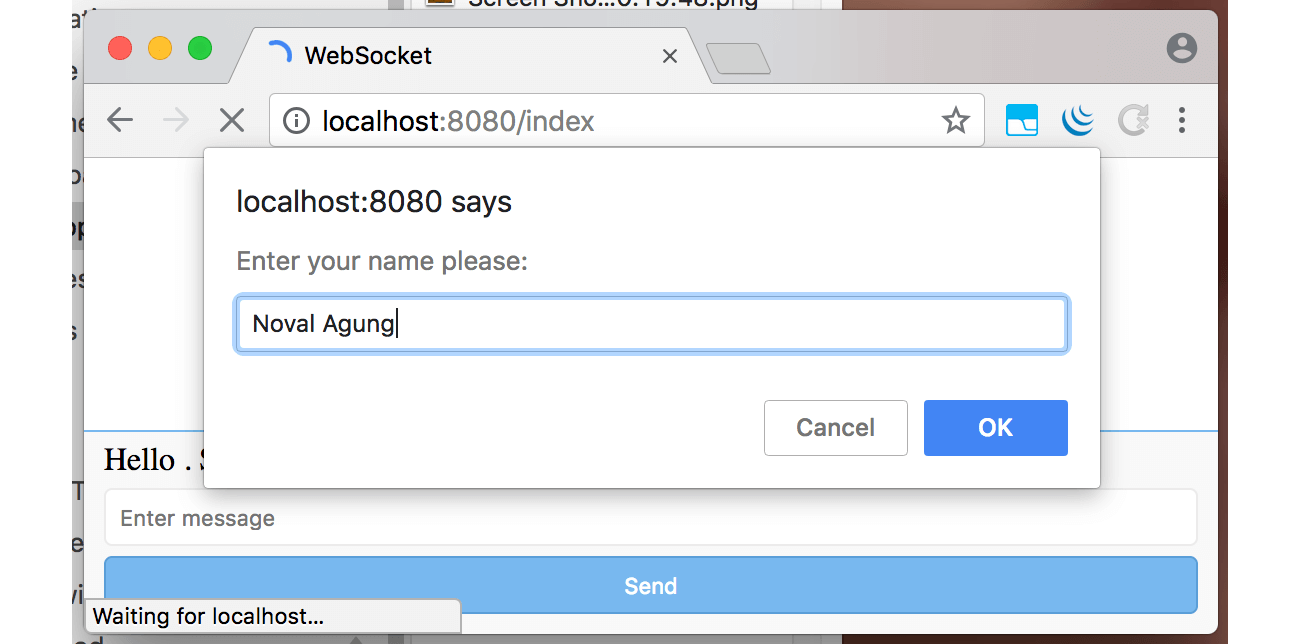 Screen Sho...0.19.48.png
WebSocket
localhost:8080/index
localhost:8080 says
Enter your name please:
Noval Agung
Cancel
OK
Hello .
Enter message
Send
Waiting for localhost...